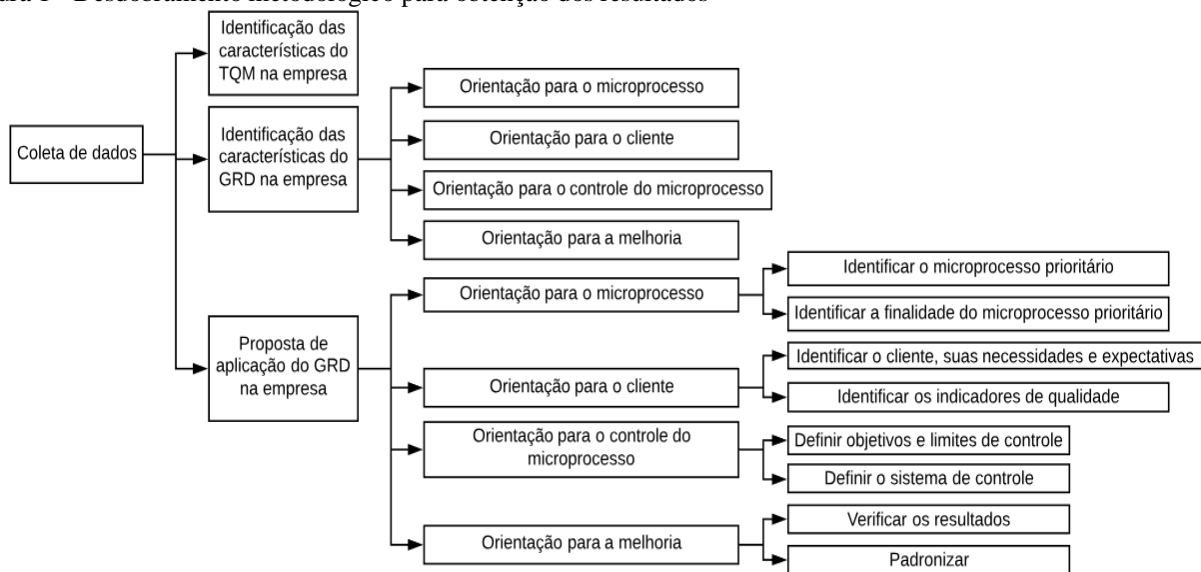 Desdobramento metodológico para obtenção dos resultados
Identificação das
características do
TQM na empresa
Coleta de dados
Identificação das
características do
GRD na empresa
Orientação para o microprocesso
Orientação para o cliente
Orientação para o controle do microprocesso
Orientação para a melhoria
Proposta de
aplicação do GRD
na empresa
Orientação para o microprocesso
Identificar o microprocesso prioritário
Identificar a finalidade do microprocesso prioritário
Orientação para o cliente
Identificar o cliente, suas necessidades e expectativas
Identificar os indicadores de qualidade
Orientação para o controle do
microprocesso
Definir objetivos e limites de controle
Definir o sistema de controle
Orientação para a melhoria
Verificar os resultados
Padronizar